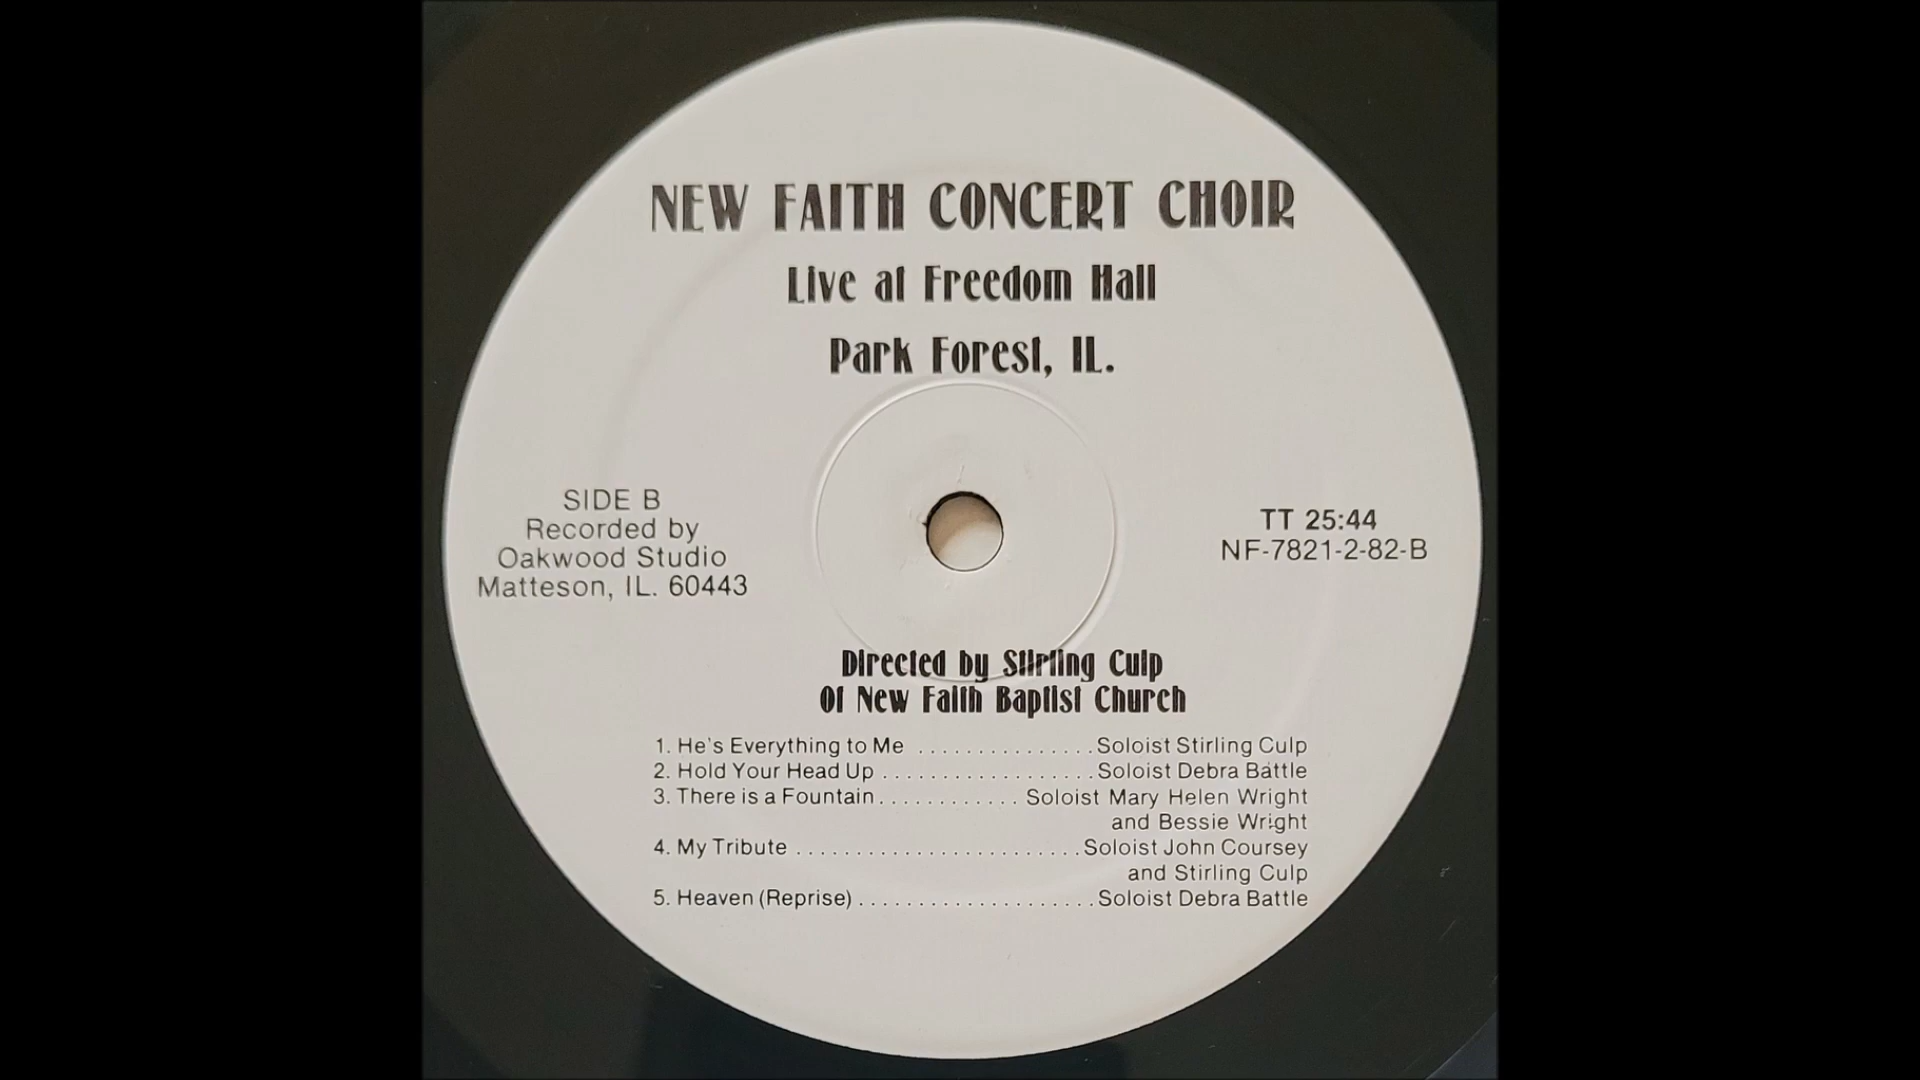 NEW FAITH CONCERT CHOIR
Live at Freedom Hall
Park Forest, IL.
SIDE B
Recorded by
Oakwood Studio
Matteson, IL. 60443
TT 25:44
NF-7821-2-82-B
Directed by Stirling Culp
Of New Faith Baptist Church
1. He's Everything to Me ............... Soloist Stirling Culp
2. Hold Your Head Up .................. Soloist Debra Battle
3. There is a Fountain ............ Soloist Mary Helen Wright
and Bessie Wright
4. My Tribute ........................ Soloist John Coursey
and Stirling Culp
5. Heaven (Reprise) .................... Soloist Debra Battle